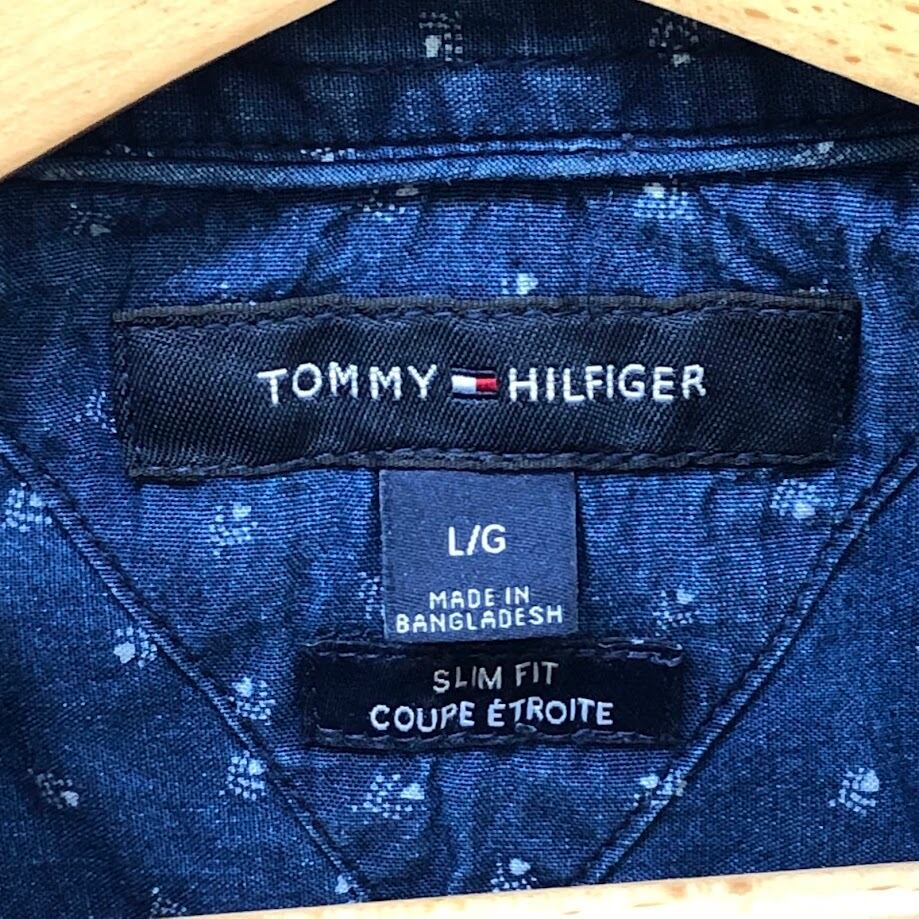 TOMMY HILFIGER
L/G
MADE IN
BANGLADESH
SLIM FIT
COUPE ÉTROITE